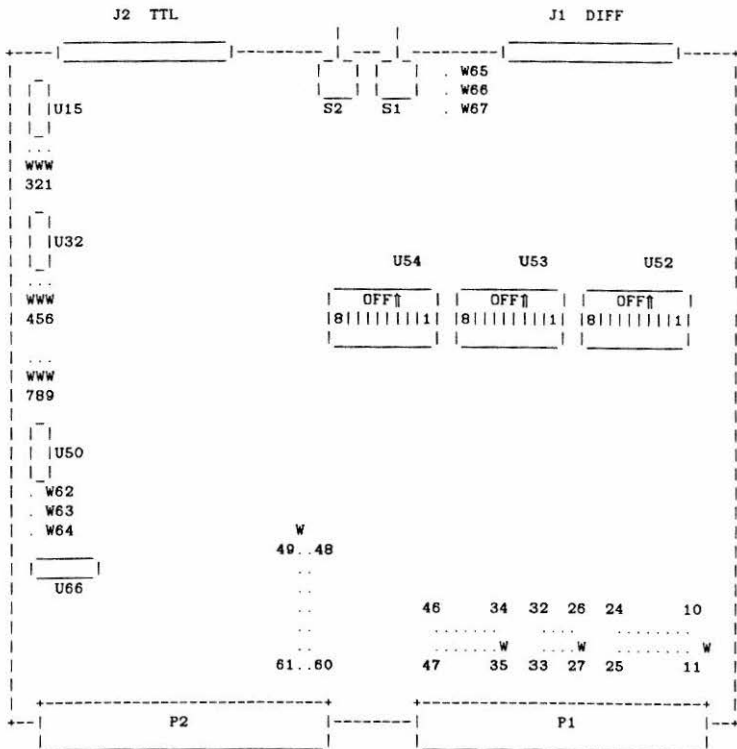 J2 TTL J1 DIFF
W65
W66
U15 S2 S1 W67
WWW
321
U32
U54 U53 U52
WWW OFF⇑ OFF⇑ OFF⇑
456 8 1 8 1 8 1
WWW
789
U50
W62
W63
W64 W
49..48
U66
46 34 32 26 24 10
W W W
61..60 47 35 33 27 25 11
P2 P1